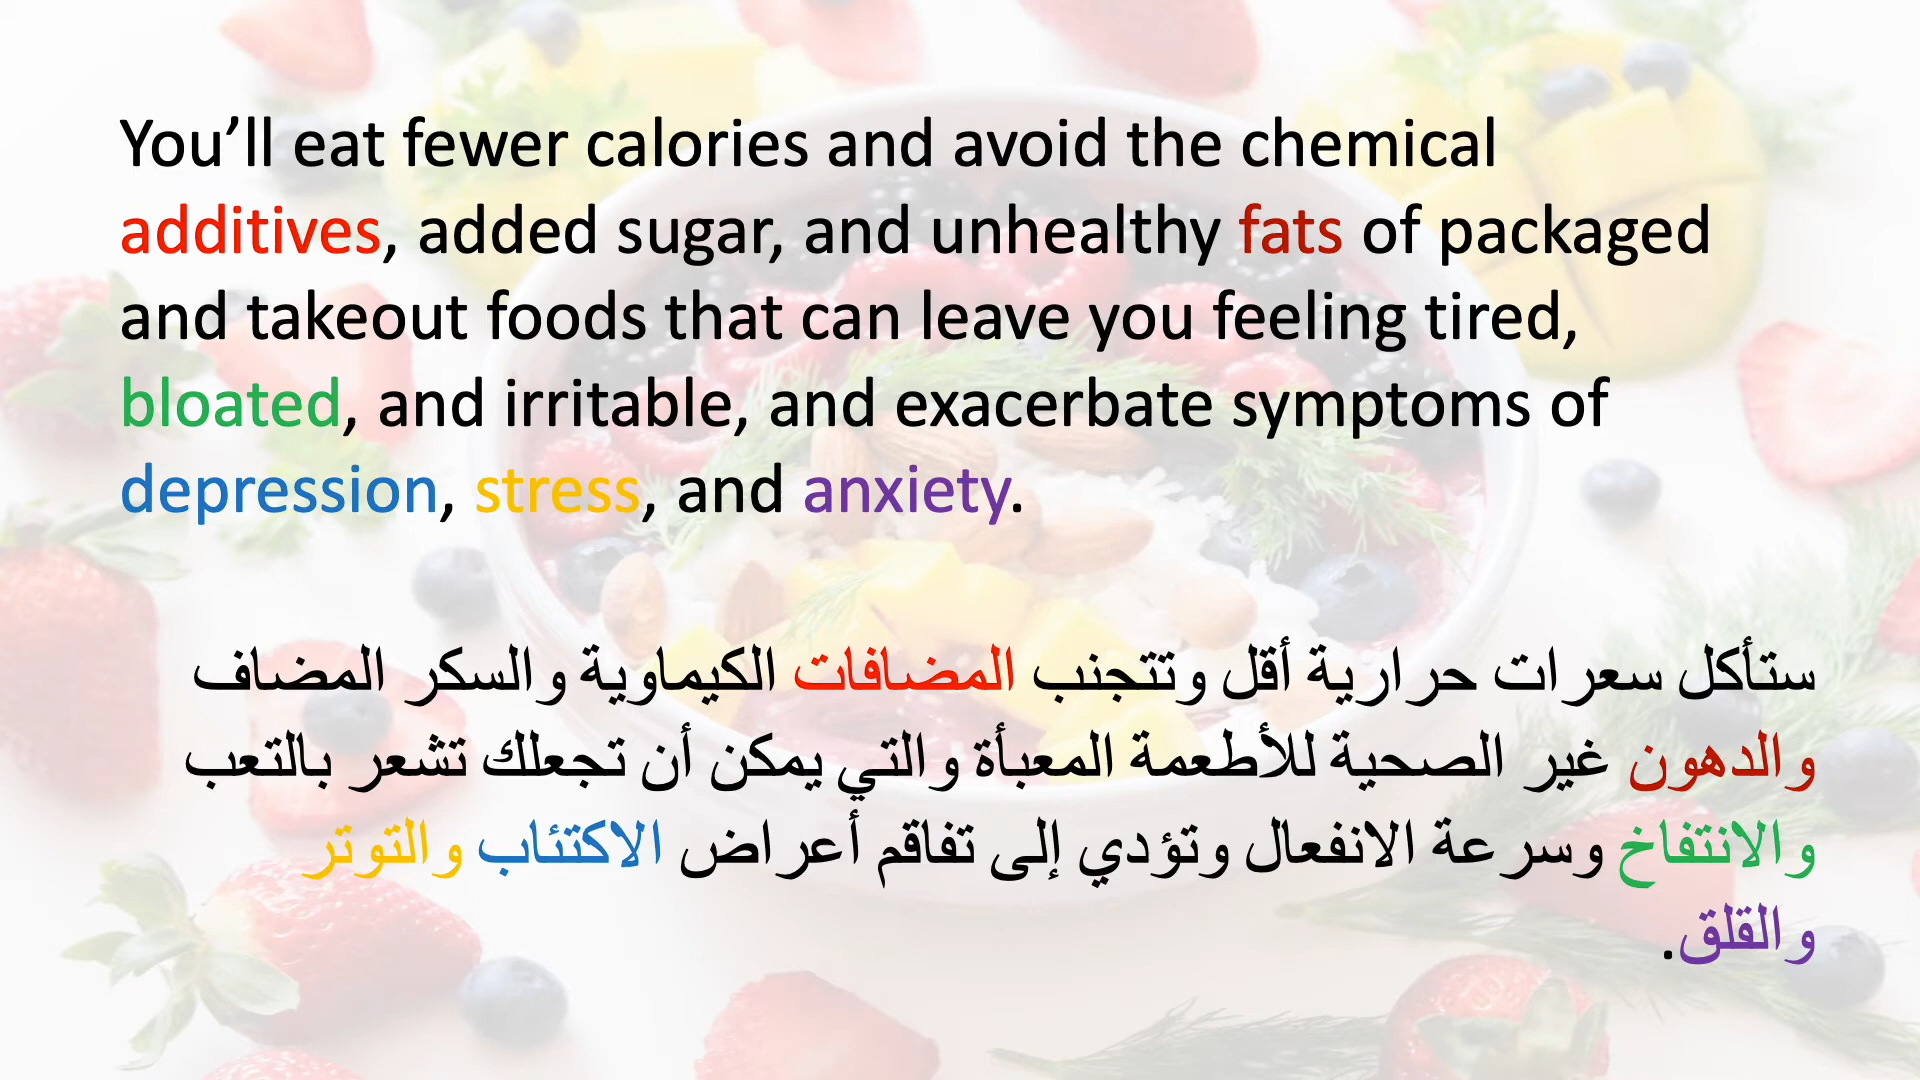 You’ll eat fewer calories and avoid the chemical
additives, added sugar, and unhealthy fats of packaged
and takeout foods that can leave you feeling tired,
bloated, and irritable, and exacerbate symptoms of
depression, stress, and anxiety.
ستأكل سعرات حرارية أقل وتتجنب المضافات الكيماوية والسكر المضاف
والدهون غير الصحية للأطعمة المعبأة والتي يمكن أن تجعلك تشعر بالتعب
والانتفاخ وسرعة الانفعال وتؤدي إلى تفاقم أعراض الاكتئاب والتوتر
والقلق.